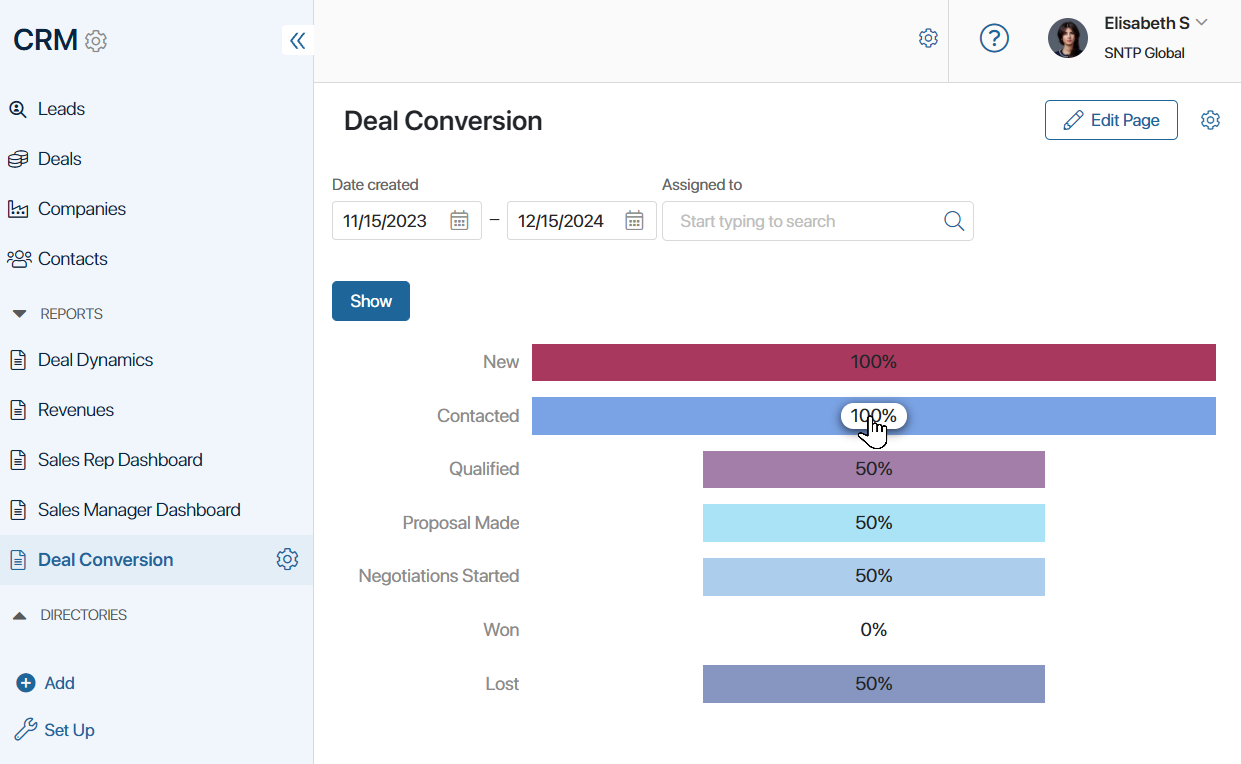 CRM
Elisabeth S
SNTP Global
Leads
Deals
Companies
Contacts
REPORTS
Deal Dynamics
Revenues
Sales Rep Dashboard
Sales Manager Dashboard
Deal Conversion
DIRECTORIES
Add
Set Up
?
Deal Conversion
Edit Page
Date created
Assigned to
11/15/2023 – 12/15/2024
Start typing to search
Show
New 100%
Contacted 100%
Qualified 50%
Proposal Made 50%
Negotiations Started 50%
Won 0%
Lost 50%